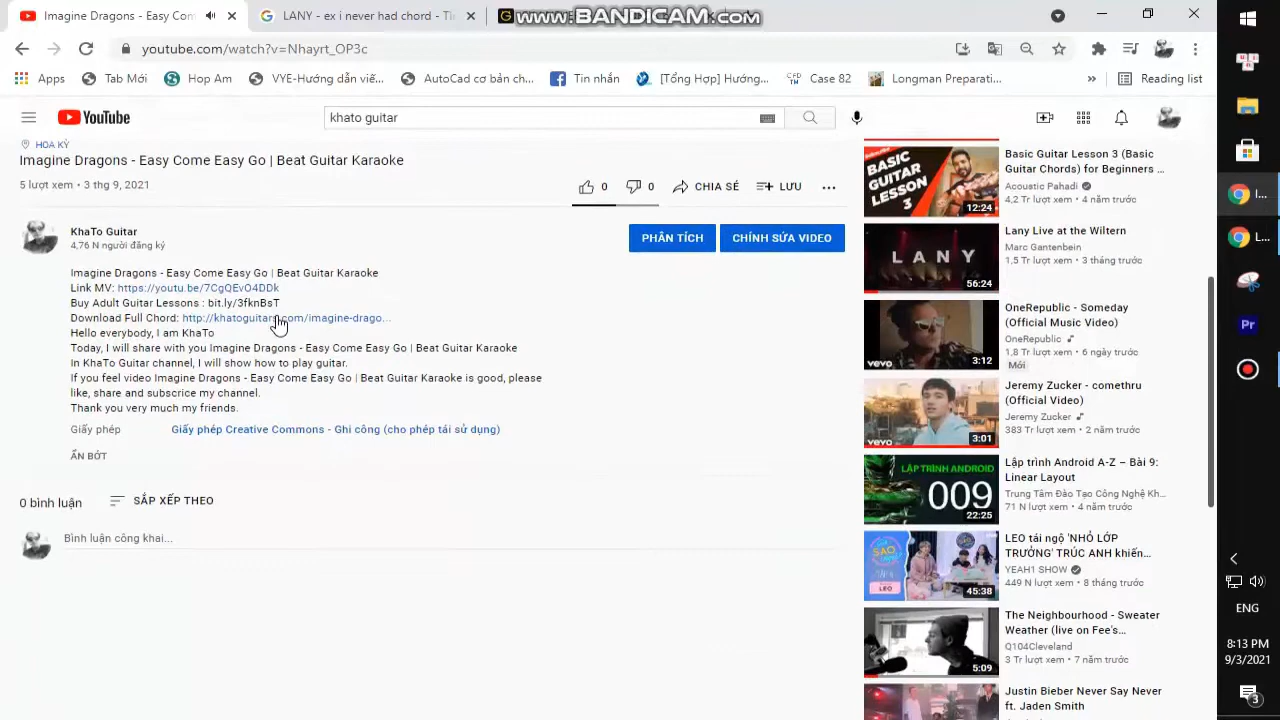 Imagine Dragons - Easy Com
LANY - ex i never had chord - Th
www.BANDICAM.com
youtube.com/watch?v=Nhayrt_OP3c
Apps
Tab Mới
Hop Am
VYE-Hướng dẫn viế...
AutoCad cơ bản ch...
Tin nhắn
[Tổng Hợp] Hướng...
Case 82
Longman Preparati...
»
Reading list
YouTube
khato guitar
HOA KỲ
Imagine Dragons - Easy Come Easy Go | Beat Guitar Karaoke
5 lượt xem • 3 thg 9, 2021
0
0
CHIA SẺ
LƯU
KhaTo Guitar
4,76 N người đăng ký
PHÂN TÍCH
CHỈNH SỬA VIDEO
Imagine Dragons - Easy Come Easy Go | Beat Guitar Karaoke
Link MV: https://youtu.be/7CgQEvO4DDk
Buy Adult Guitar Lessons : bit.ly/3fknBsT
Download Full Chord: http://khatoguitar.com/imagine-drago...
Hello everybody, I am KhaTo
Today, I will share with you Imagine Dragons - Easy Come Easy Go | Beat Guitar Karaoke
In KhaTo Guitar channel, I will show how to play guitar.
If you feel video Imagine Dragons - Easy Come Easy Go | Beat Guitar Karaoke is good, please
like, share and subscrice my channel.
Thank you very much my friends.
Giấy phép
Giấy phép Creative Commons - Ghi công (cho phép tái sử dụng)
ẨN BỚT
0 bình luận
SẮP XẾP THEO
Bình luận công khai...
BASIC
GUITAR
LESSON
3
12:24
Basic Guitar Lesson 3 (Basic
Guitar Chords) for Beginners ...
Acoustic Pahadi
4,2 Tr lượt xem • 4 năm trước
LANY
56:24
Lany Live at the Wiltern
Marc Gantenbein
1,5 Tr lượt xem • 3 tháng trước
vevo
3:12
OneRepublic - Someday
(Official Music Video)
OneRepublic
1,8 Tr lượt xem • 6 ngày trước
Mới
vevo
3:01
Jeremy Zucker - comethru
(Official Video)
Jeremy Zucker
383 Tr lượt xem • 2 năm trước
LẬP TRÌNH ANDROID
009
22:25
Lập trình Android A-Z – Bài 9:
Linear Layout
Trung Tâm Đào Tạo Công Nghệ Kh...
71 N lượt xem • 4 năm trước
SAO
LEO
45:38
LEO tái ngộ 'NHỎ LỚP
TRƯỞNG' TRÚC ANH khiến...
YEAH1 SHOW
449 N lượt xem • 8 tháng trước
5:09
The Neighbourhood - Sweater
Weather (live on Fee's...
Q104Cleveland
3 Tr lượt xem • 7 năm trước
Justin Bieber Never Say Never
ft. Jaden Smith
I...
L...
Pr
ENG
8:13 PM
9/3/2021
3